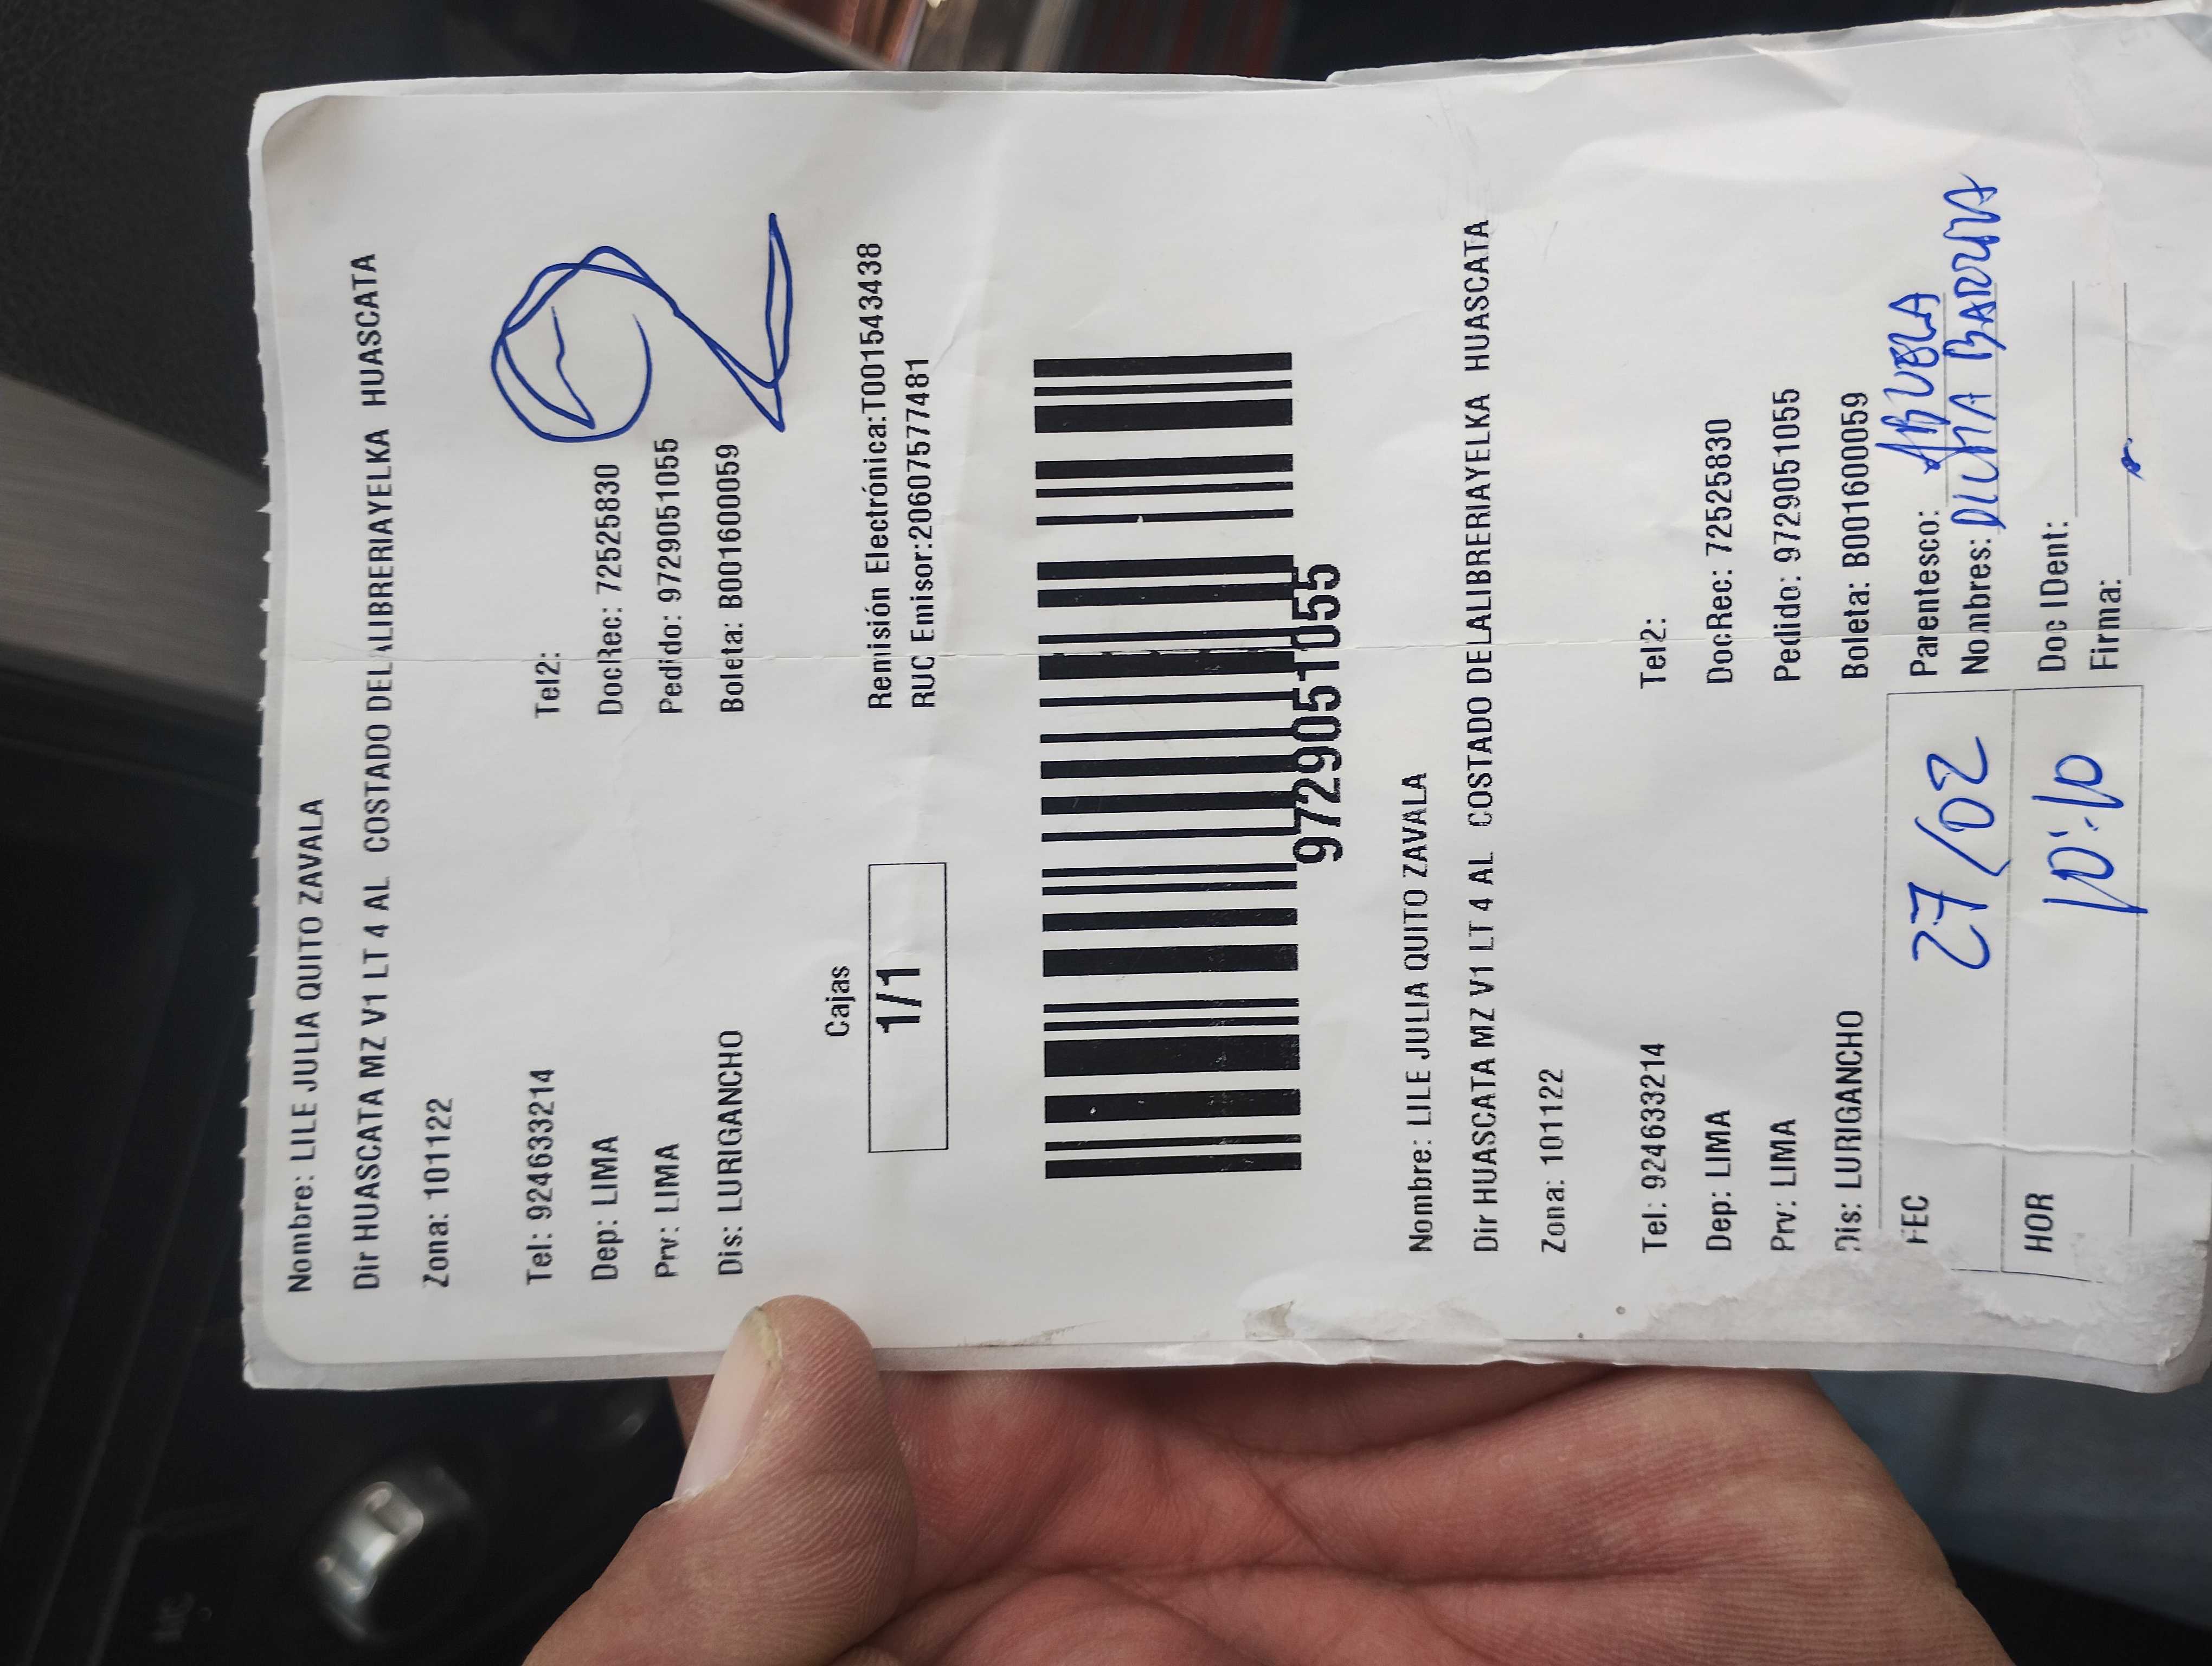 Nombre: LILE JULIA QUITO ZAVALA
Dir HUASCATA MZ V1 LT 4 AL COSTADO DELALIBRERIAYELKA HUASCATA
Zona: 101122
Tel: 924633214 Tel2:
Dep: LIMA DocRec: 72525830
Prv: LIMA Pedido: 9729051055
Dis: LURIGANCHO Boleta: B001600059
2
Cajas
1/1
Remisión Electrónica:T001543438
RUC Emisor:20607577481
9729051055
Nombre: LILE JULIA QUITO ZAVALA
Dir HUASCATA MZ V1 LT 4 AL COSTADO DELALIBRERIAYELKA HUASCATA
Zona: 101122
Tel: 924633214 Tel2:
Dep: LIMA DocRec: 72525830
Prv: LIMA Pedido: 9729051055
Dis: LURIGANCHO Boleta: B001600059
FEC 27/02 Parentesco: ABUELA
Nombres:
HOR 10:10 Doc IDent:
Firma: